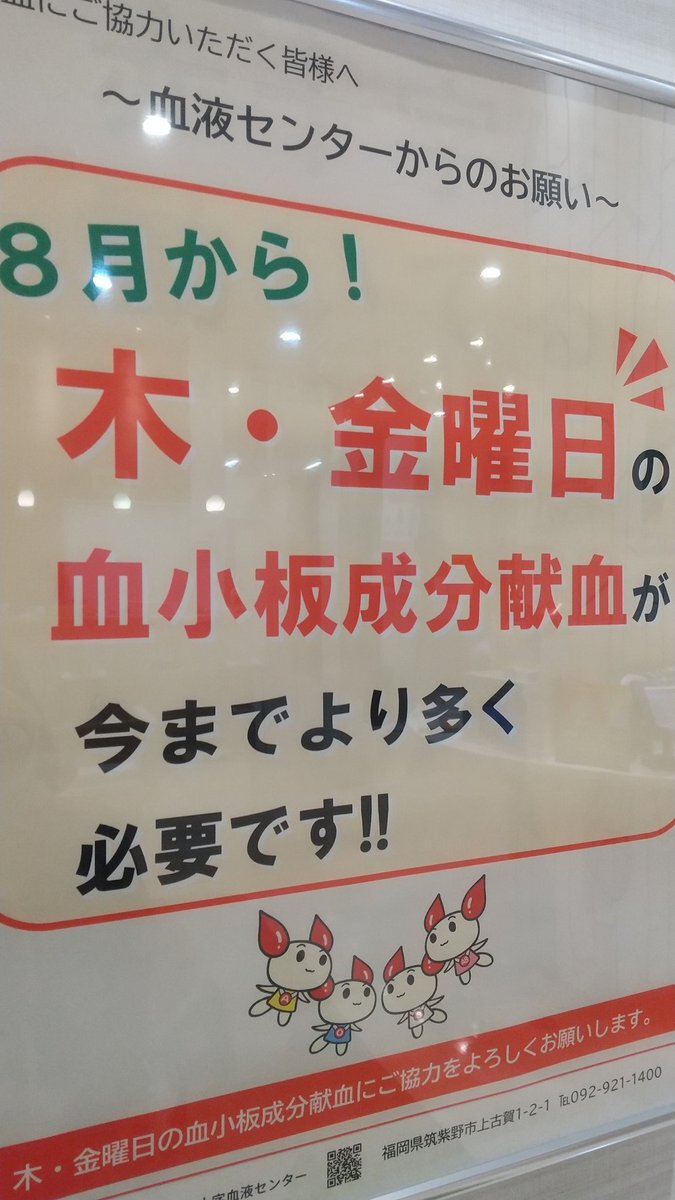 血にご協力いただく皆様へ
～血液センターからのお願い～
8月から！
木・金曜日の
血小板成分献血が
今までより多く
必要です!!
A
O
B
AB
木・金曜日の血小板成分献血にご協力をよろしくお願いします。
字血液センター
福岡県筑紫野市上古賀1-2-1 ℡092-921-1400